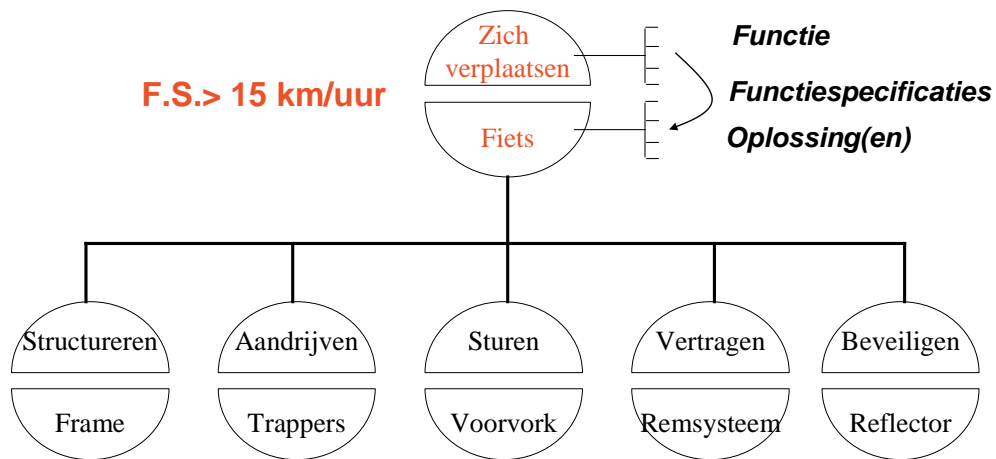 Zich
verplaatsen
Functie
F.S.> 15 km/uur
Functiespecificaties
Fiets
Oplossing(en)
Structureren
Aandrijven
Sturen
Vertragen
Beveiligen
Frame
Trappers
Voorvork
Remsysteem
Reflector